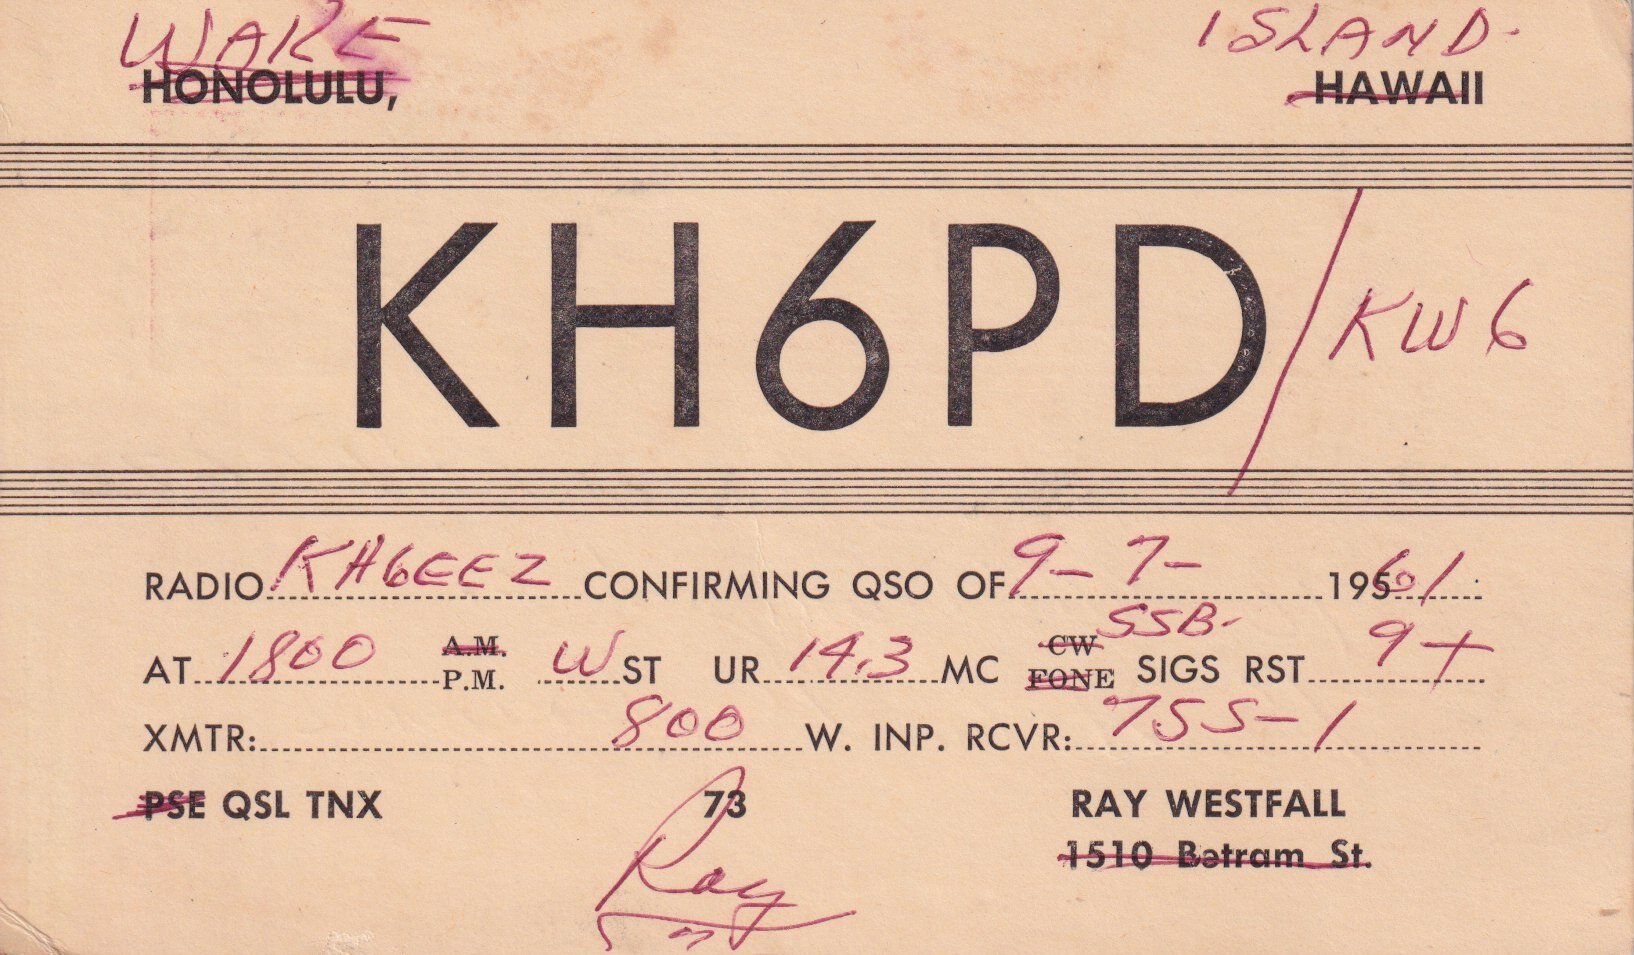 WAKE ISLAND.
HONOLULU, HAWAII
KH6PD/KW6
RADIO KH6EEZ CONFIRMING QSO OF 9-7- 1961
SSB.
AT 1800 A.M. P.M. WST UR 14.3 MC CW FONE SIGS RST 9+
XMTR: 800 W. INP. RCVR: 75S-1
PSE QSL TNX 73 RAY WESTFALL
1510 Batram St.
Ray